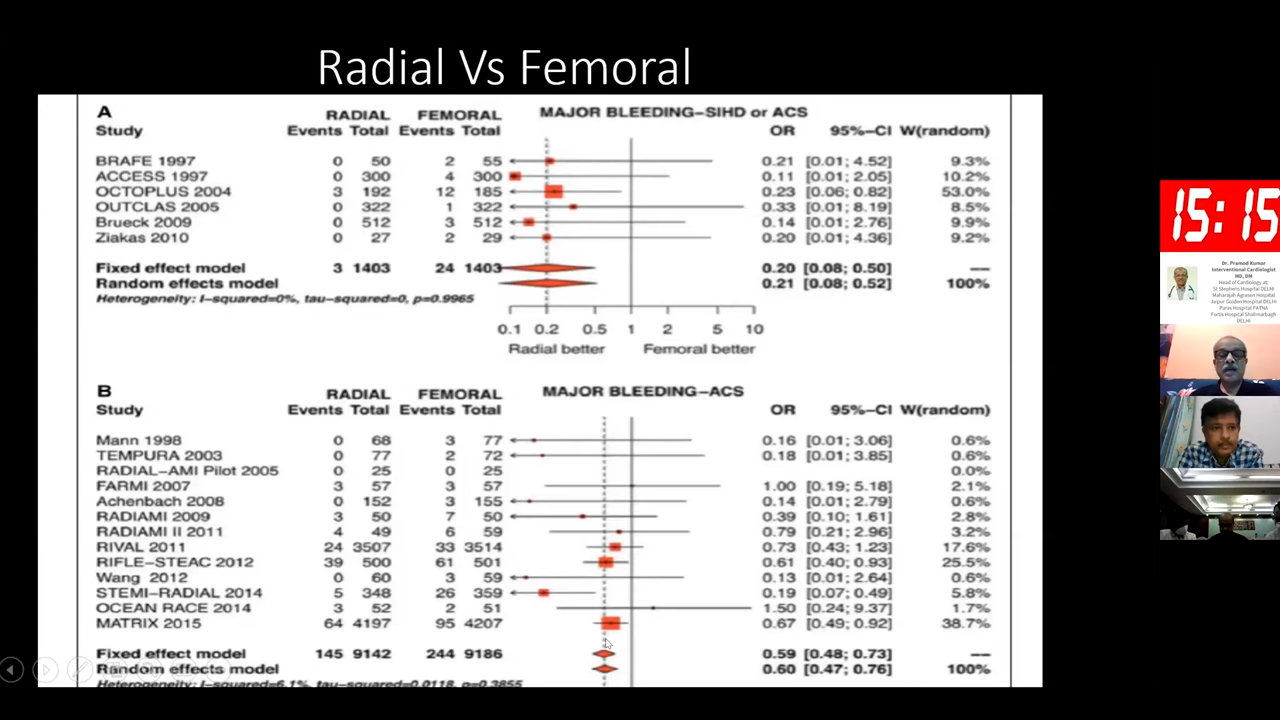 Radial Vs Femoral
A RADIAL FEMORAL MAJOR BLEEDING-SIHD or ACS
Study Events Total Events Total OR 95%-CI W(random)
BRAFE 1997 0 50 2 55 0.21 [0.01; 4.52] 9.3%
ACCESS 1997 0 300 4 300 0.11 [0.01; 2.05] 10.2%
OCTOPLUS 2004 3 192 12 185 0.23 [0.06; 0.82] 53.0%
OUTCLAS 2005 0 322 1 322 0.33 [0.01; 8.19] 8.5%
Brueck 2009 0 512 3 512 0.14 [0.01; 2.76] 9.9%
Ziakas 2010 0 27 2 29 0.20 [0.01; 4.36] 9.2%
Fixed effect model 3 1403 24 1403 0.20 [0.08; 0.50] --
Random effects model 0.21 [0.08; 0.52] 100%
Heterogeneity: I-squared=0%, tau-squared=0, p=0.9965
0.1 0.2 0.5 1 2 5 10
Radial better Femoral better
B RADIAL FEMORAL MAJOR BLEEDING-ACS
Study Events Total Events Total OR 95%-CI W(random)
Mann 1998 0 68 3 77 0.16 [0.01; 3.06] 0.6%
TEMPURA 2003 0 77 2 72 0.18 [0.01; 3.85] 0.6%
RADIAL-AMI Pilot 2005 0 25 0 25 0.0%
FARMI 2007 3 57 3 57 1.00 [0.19; 5.18] 2.1%
Achenbach 2008 0 152 3 155 0.14 [0.01; 2.79] 0.6%
RADIAMI 2009 3 50 7 50 0.39 [0.10; 1.61] 2.8%
RADIAMI II 2011 4 49 6 59 0.79 [0.21; 2.96] 3.2%
RIVAL 2011 24 3507 33 3514 0.73 [0.43; 1.23] 17.6%
RIFLE-STEAC 2012 39 500 61 501 0.61 [0.40; 0.93] 25.5%
Wang 2012 0 60 3 59 0.13 [0.01; 2.64] 0.6%
STEMI-RADIAL 2014 5 348 26 359 0.19 [0.07; 0.49] 5.8%
OCEAN RACE 2014 3 52 2 51 1.50 [0.24; 9.37] 1.7%
MATRIX 2015 64 4197 95 4207 0.67 [0.49; 0.92] 38.7%
Fixed effect model 145 9142 244 9186 0.59 [0.48; 0.73] --
Random effects model 0.60 [0.47; 0.76] 100%
Heterogeneity: I-squared=6.1%, tau-squared=0.0118, p=0.3855
15:15
Dr. Pramod Kumar
Interventional Cardiologist
MD, DM
Head of Cardiology at:
St Stephens Hospital DELHI
Maharajah Agrasen Hospital
Jaipur Golden Hospital DELHI
Paras Hospital PATNA
Fortis Hospital Shalimarbagh
DELHI